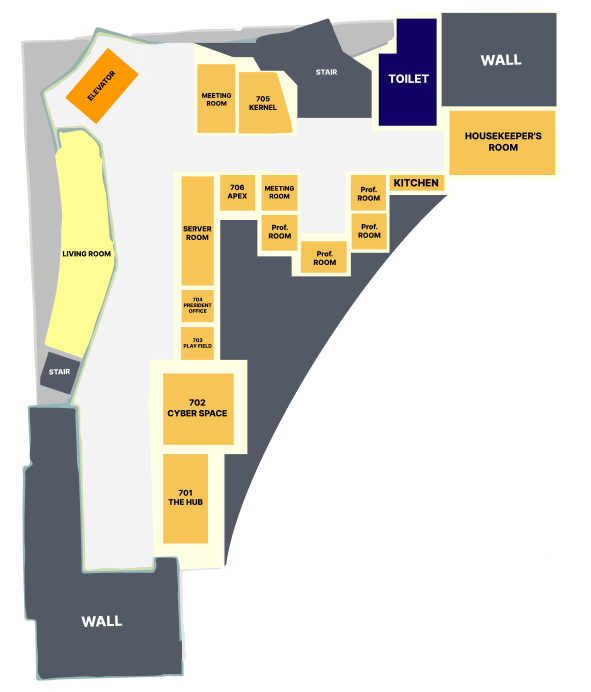 ELEVATOR
MEETING
ROOM
705
KERNEL
STAIR
TOILET
WALL
HOUSEKEEPER'S
ROOM
706
APEX
MEETING
ROOM
Prof.
ROOM
KITCHEN
SERVER
ROOM
Prof.
ROOM
Prof.
ROOM
Prof.
ROOM
LIVING ROOM
704
PRESIDENT
OFFICE
703
PLAY FIELD
STAIR
702
CYBER SPACE
701
THE HUB
WALL